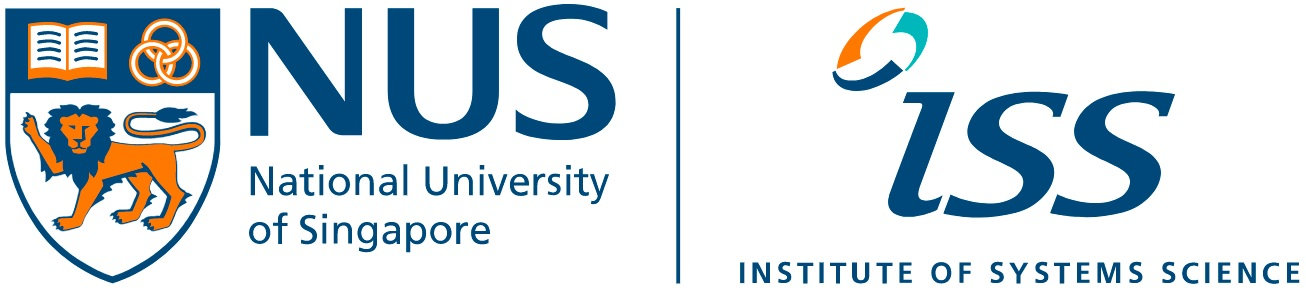 NUS
National University
of Singapore
iss
INSTITUTE OF SYSTEMS SCIENCE